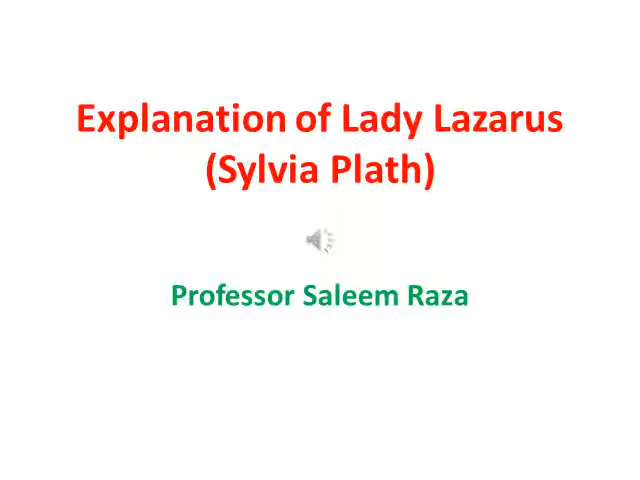 Explanation of Lady Lazarus
(Sylvia Plath)
Professor Saleem Raza